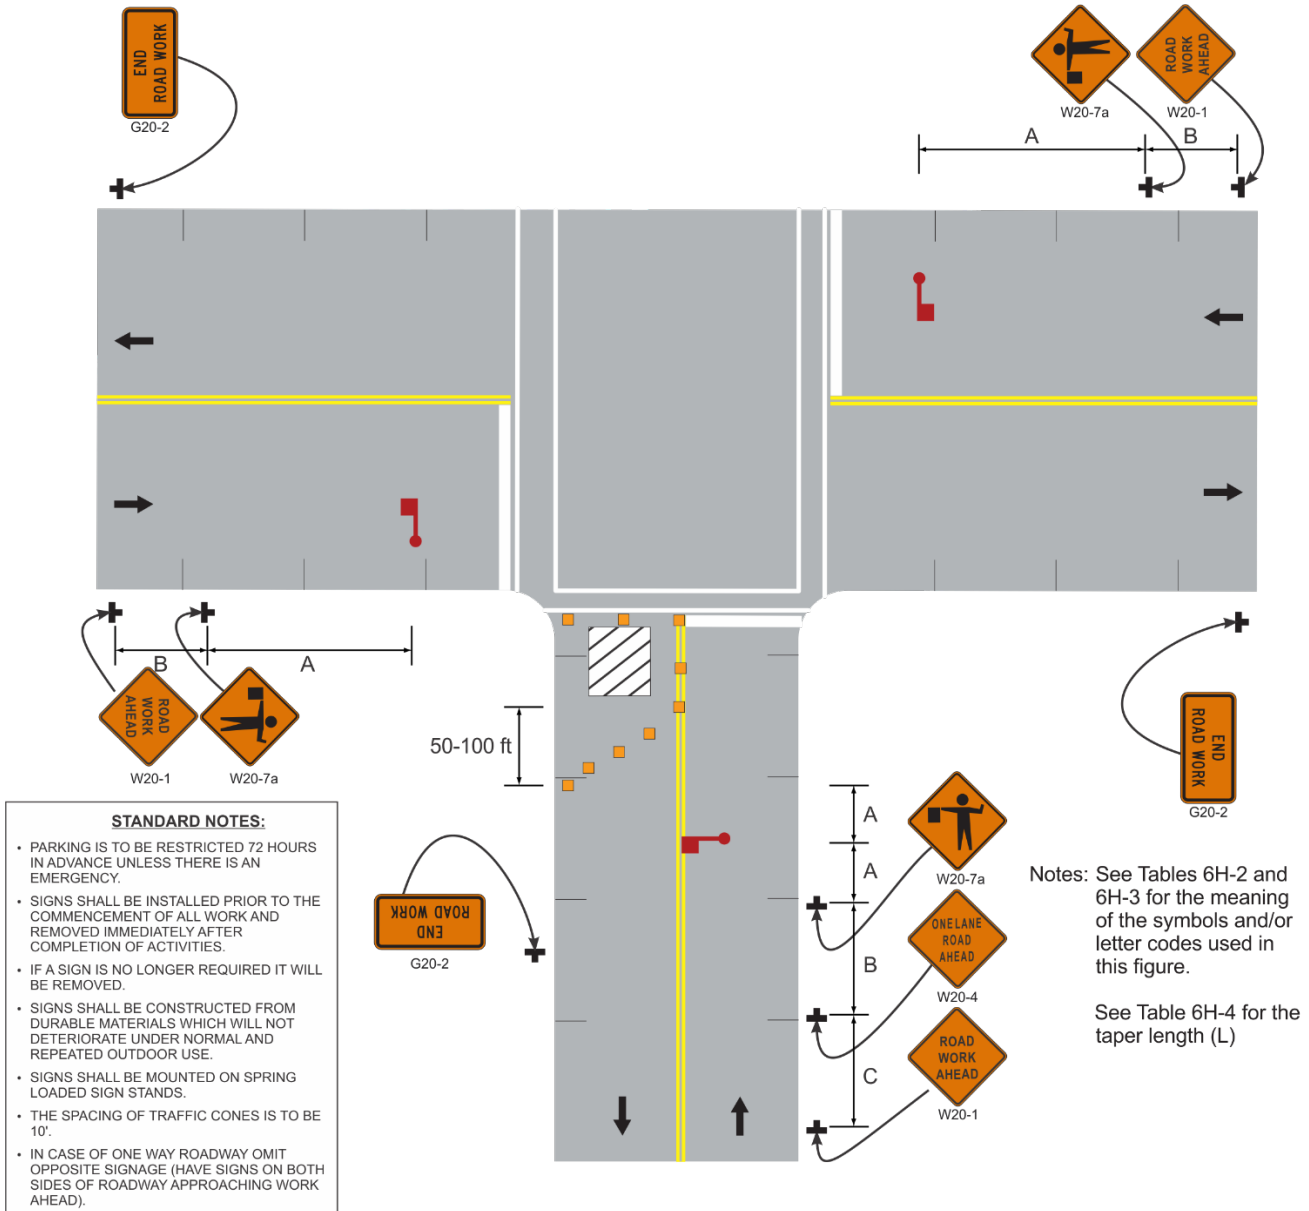 END
ROAD WORK
G20-2
W20-7a
ROAD
WORK
AHEAD
W20-1
A
B
B
A
ROAD
WORK
AHEAD
W20-1
W20-7a
50-100 ft
END
ROAD WORK
G20-2
END
ROAD WORK
G20-2
A
A
B
C
W20-7a
ONE LANE
ROAD
AHEAD
W20-4
ROAD
WORK
AHEAD
W20-1
STANDARD NOTES:
• PARKING IS TO BE RESTRICTED 72 HOURS
IN ADVANCE UNLESS THERE IS AN
EMERGENCY.
• SIGNS SHALL BE INSTALLED PRIOR TO THE
COMMENCEMENT OF ALL WORK AND
REMOVED IMMEDIATELY AFTER
COMPLETION OF ACTIVITIES.
• IF A SIGN IS NO LONGER REQUIRED IT WILL
BE REMOVED.
• SIGNS SHALL BE CONSTRUCTED FROM
DURABLE MATERIALS WHICH WILL NOT
DETERIORATE UNDER NORMAL AND
REPEATED OUTDOOR USE.
• SIGNS SHALL BE MOUNTED ON SPRING
LOADED SIGN STANDS.
• THE SPACING OF TRAFFIC CONES IS TO BE
10'.
• IN CASE OF ONE WAY ROADWAY OMIT
OPPOSITE SIGNAGE (HAVE SIGNS ON BOTH
SIDES OF ROADWAY APPROACHING WORK
AHEAD).
Notes: See Tables 6H-2 and
6H-3 for the meaning
of the symbols and/or
letter codes used in
this figure.
See Table 6H-4 for the
taper length (L)